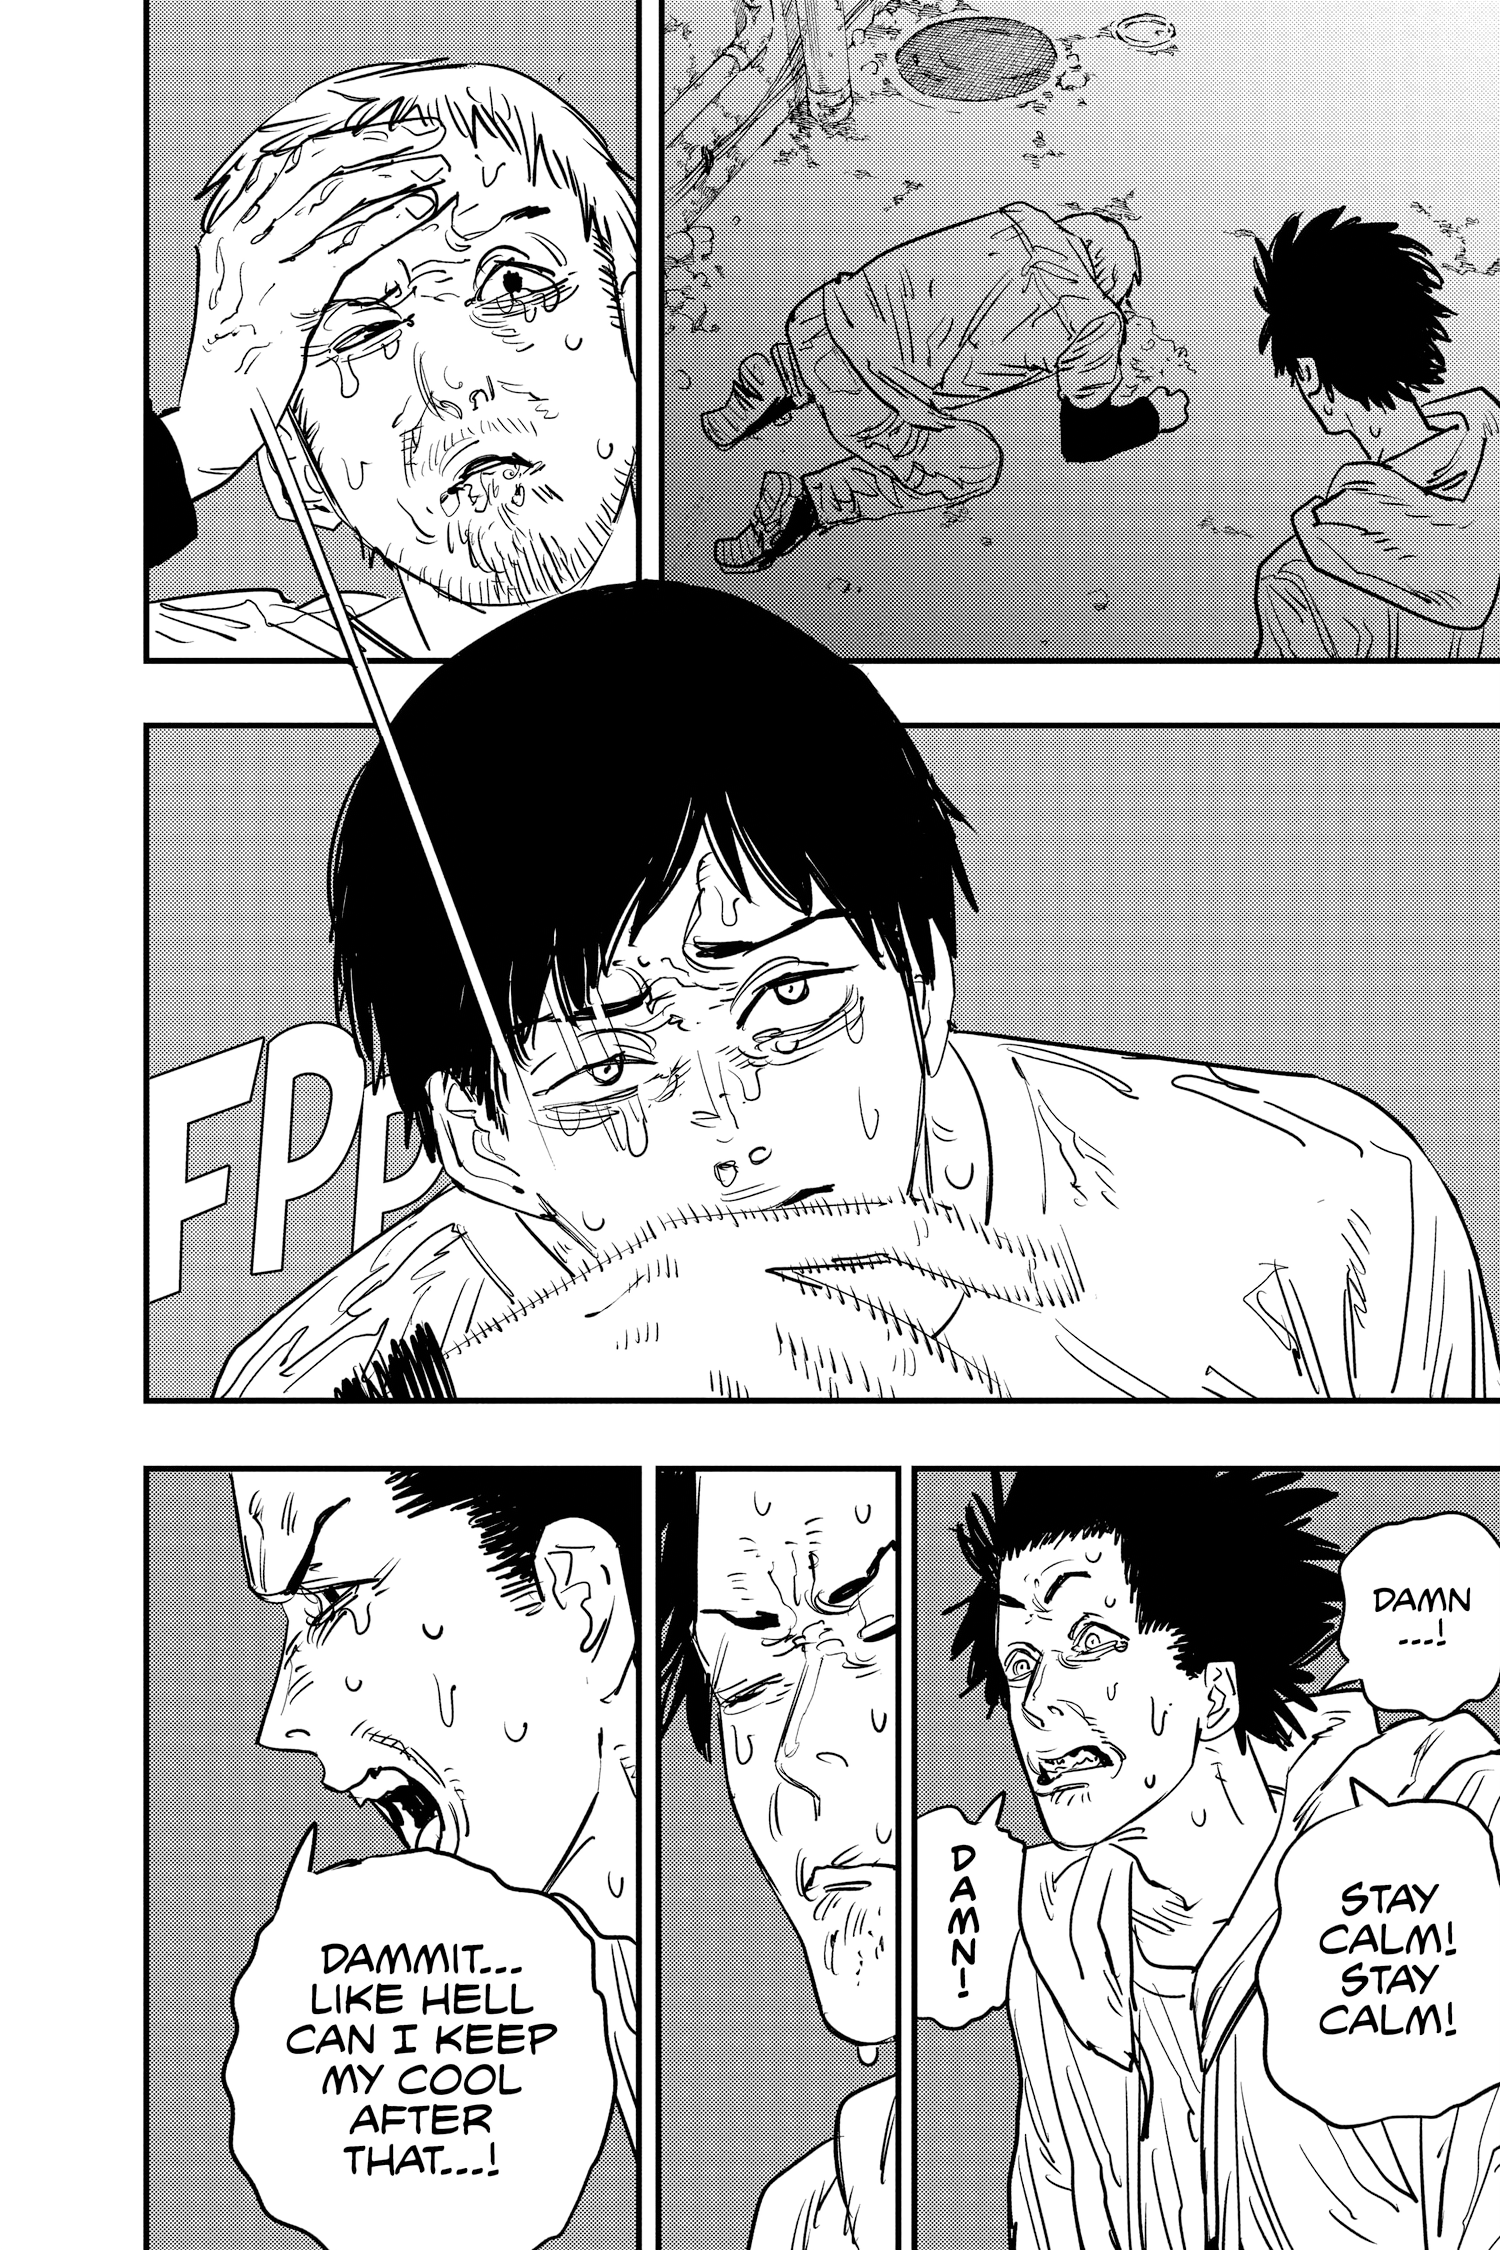 FPP
DAMN
...!
STAY
CALM!
STAY
CALM!
DAMN!
DAMMIT...
LIKE HELL
CAN I KEEP
MY COOL
AFTER
THAT...!